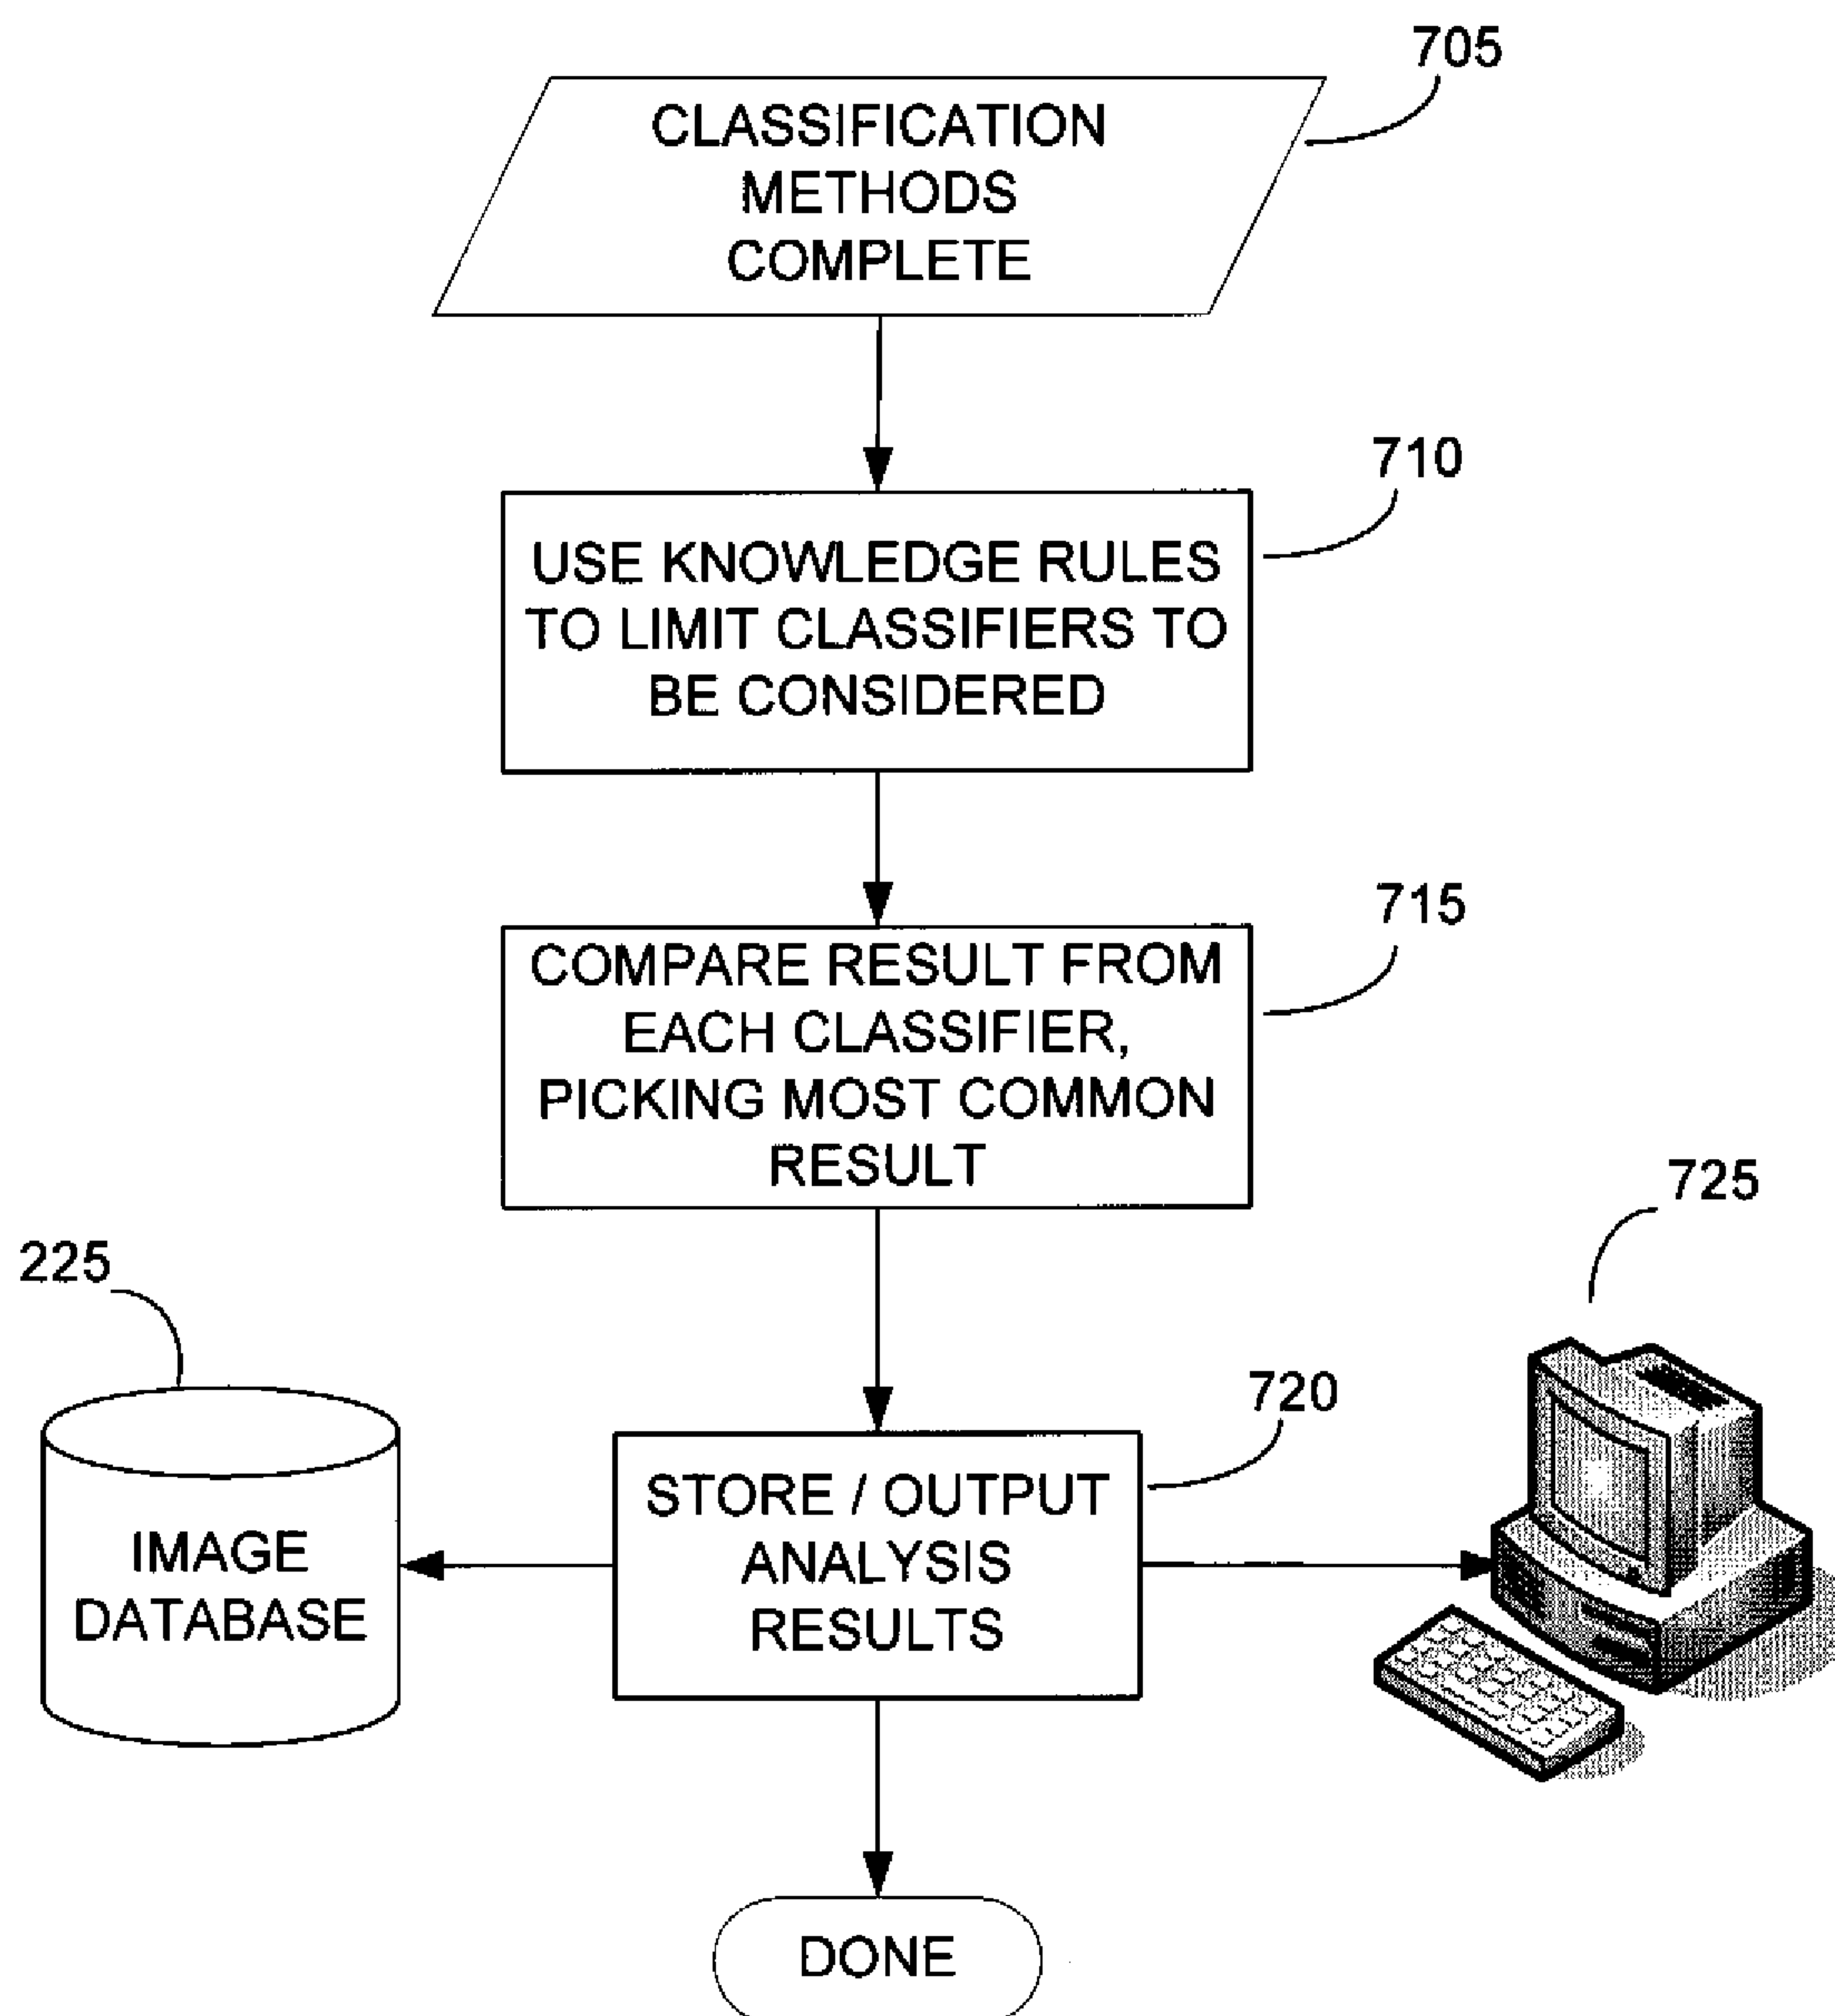 705
CLASSIFICATION
METHODS
COMPLETE
710
USE KNOWLEDGE RULES
TO LIMIT CLASSIFIERS TO
BE CONSIDERED
715
COMPARE RESULT FROM
EACH CLASSIFIER,
PICKING MOST COMMON
RESULT
725
225
720
STORE / OUTPUT
ANALYSIS
RESULTS
IMAGE
DATABASE
DONE